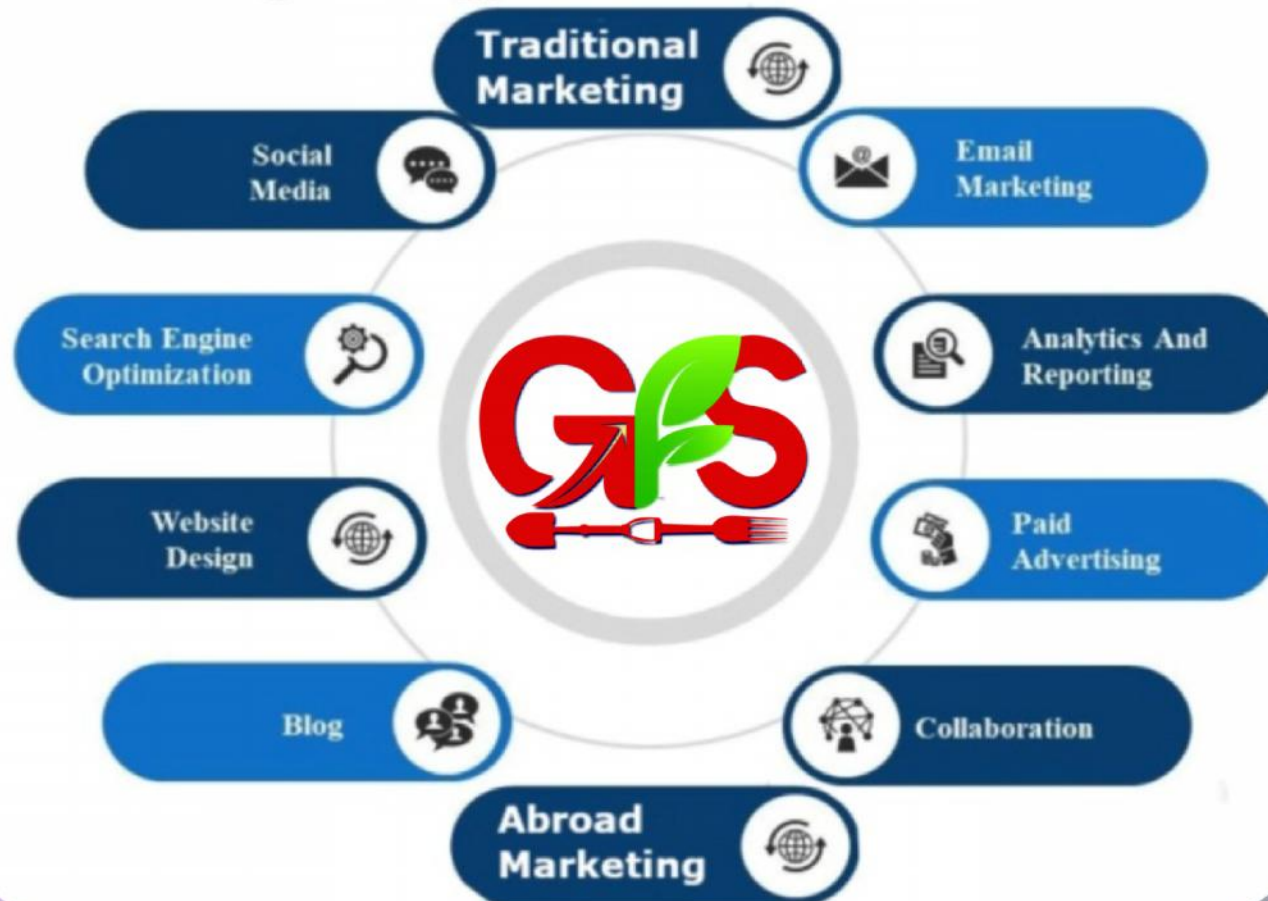 Traditional
Marketing
Social
Media
Email
Marketing
Search Engine
Optimization
Analytics And
Reporting
GFS
Website
Design
Paid
Advertising
Blog
Collaboration
Abroad
Marketing